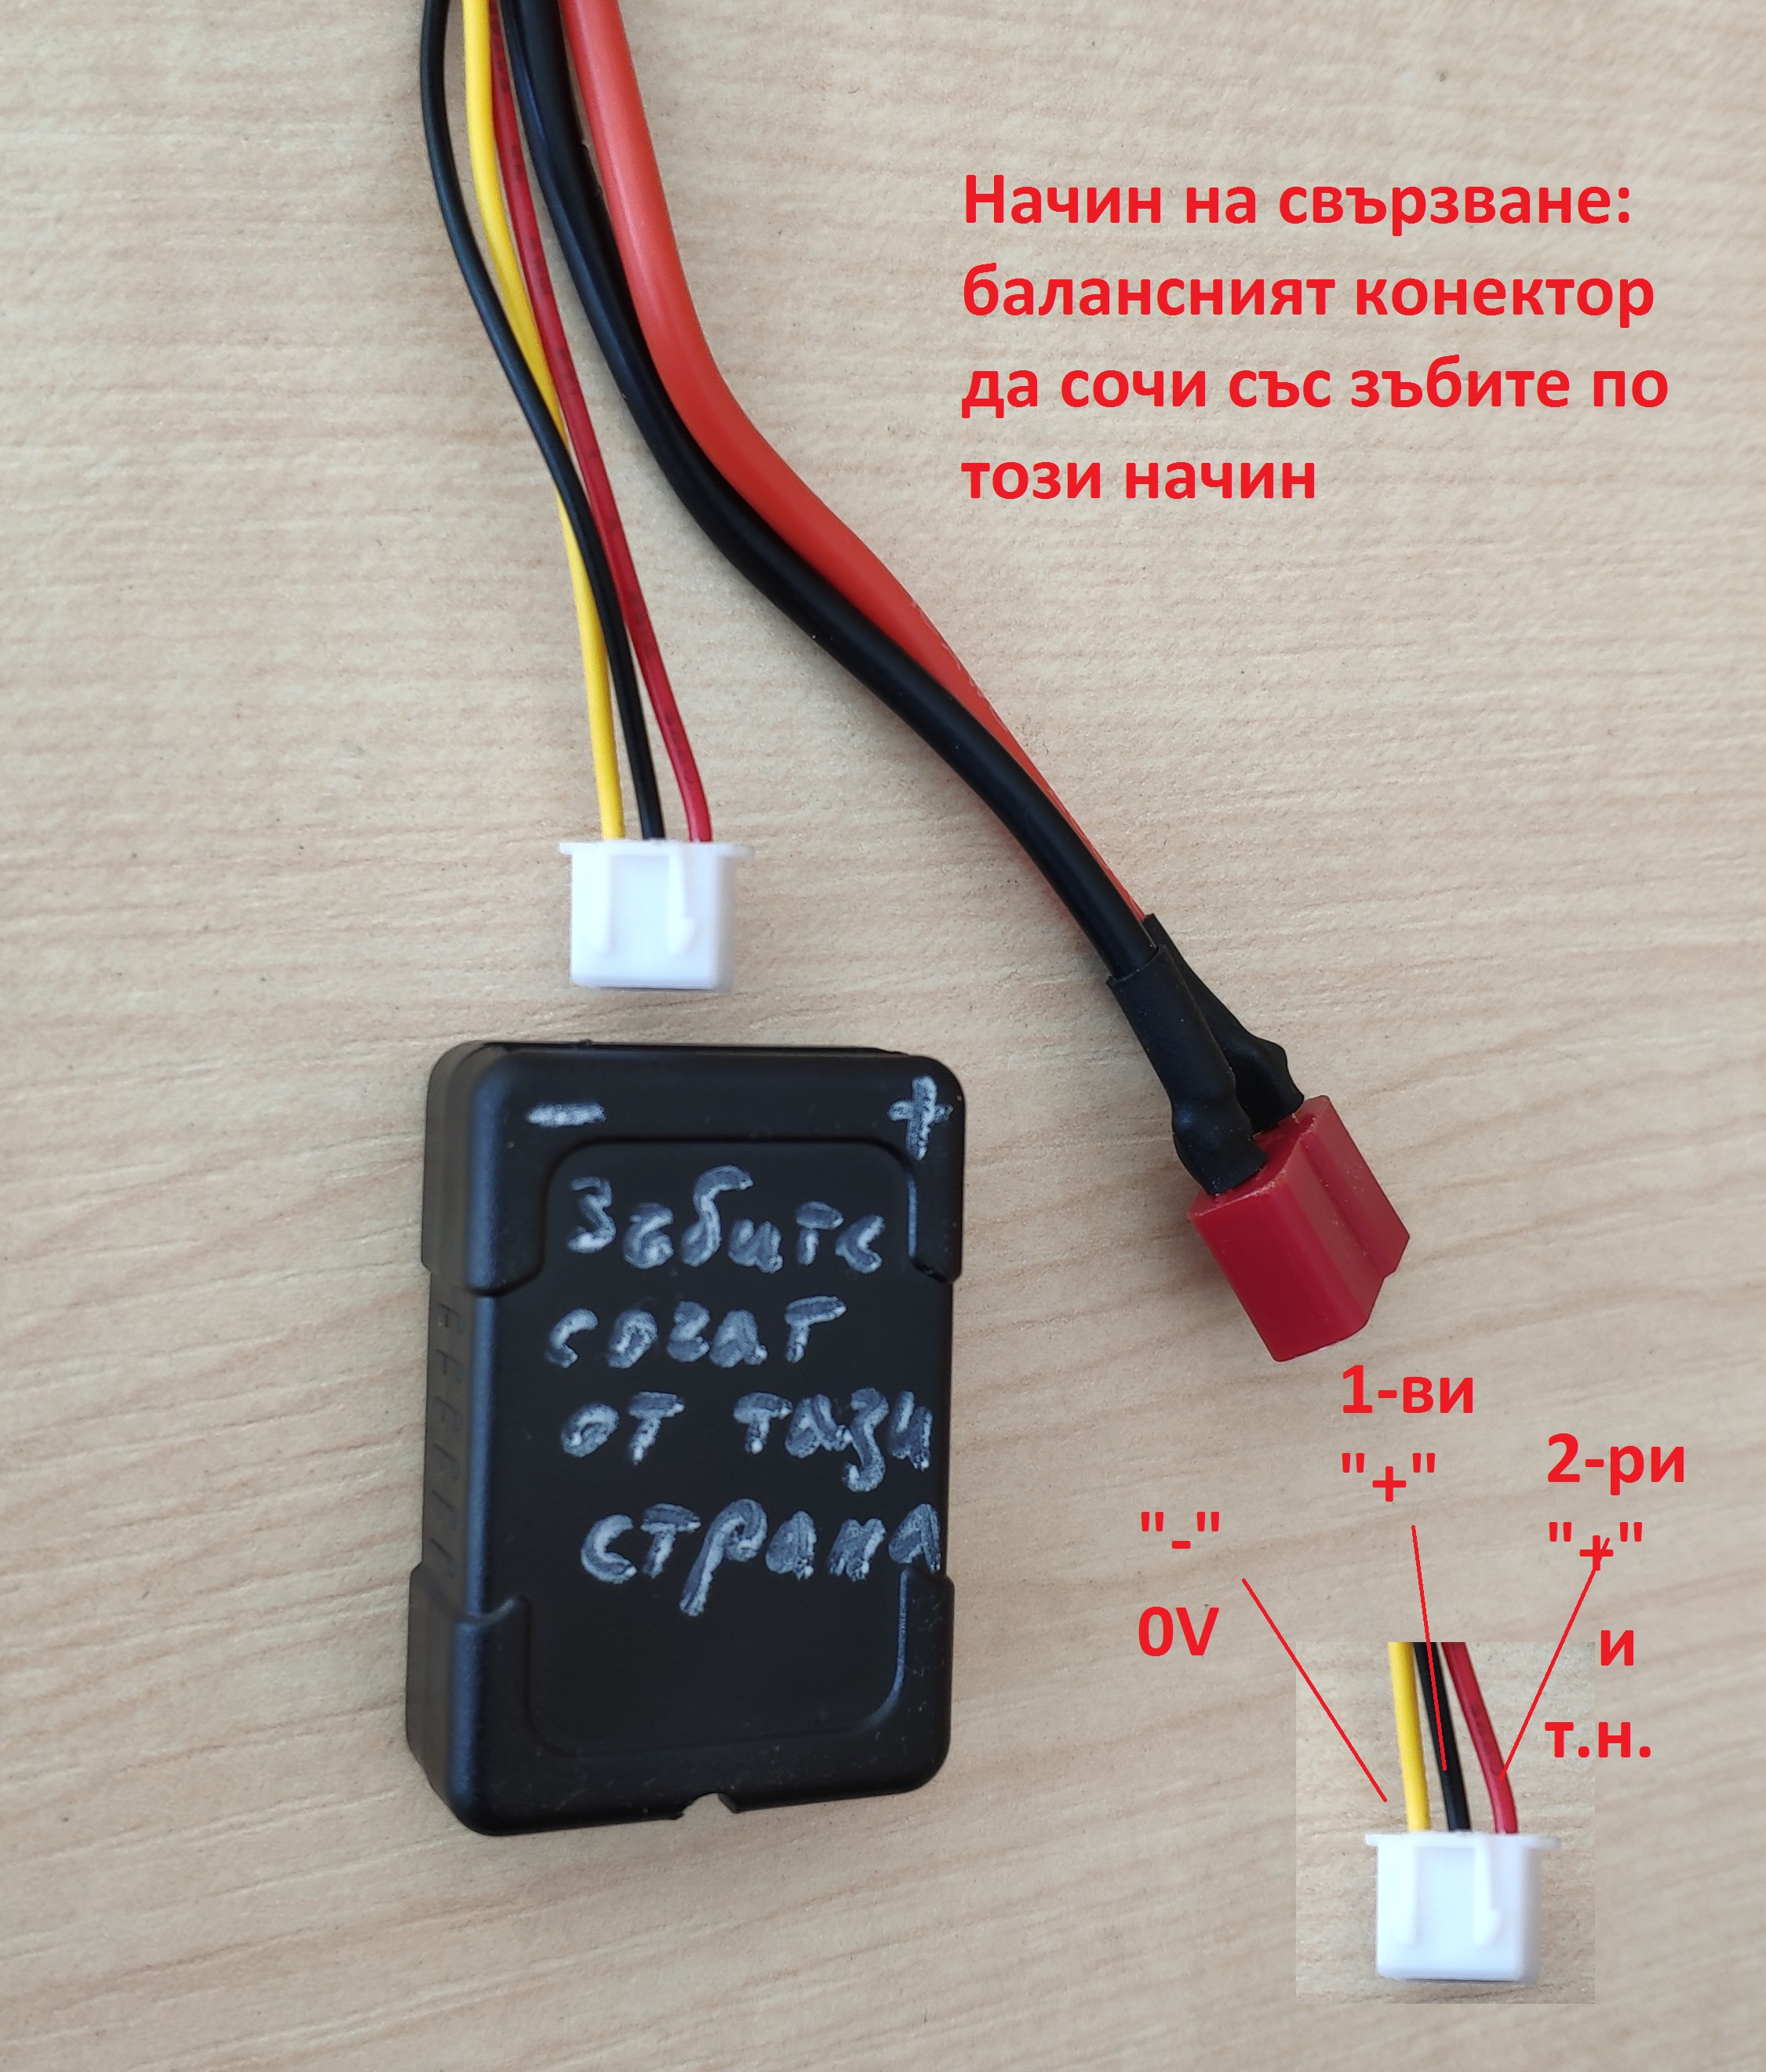 Начин на свързване:
балансният конектор
да сочи със зъбите по
този начин
- +
Зъбите
сочат
от тази
страна
1-ви
"+"
2-ри
"+"
"-"
0V
и
т.н.